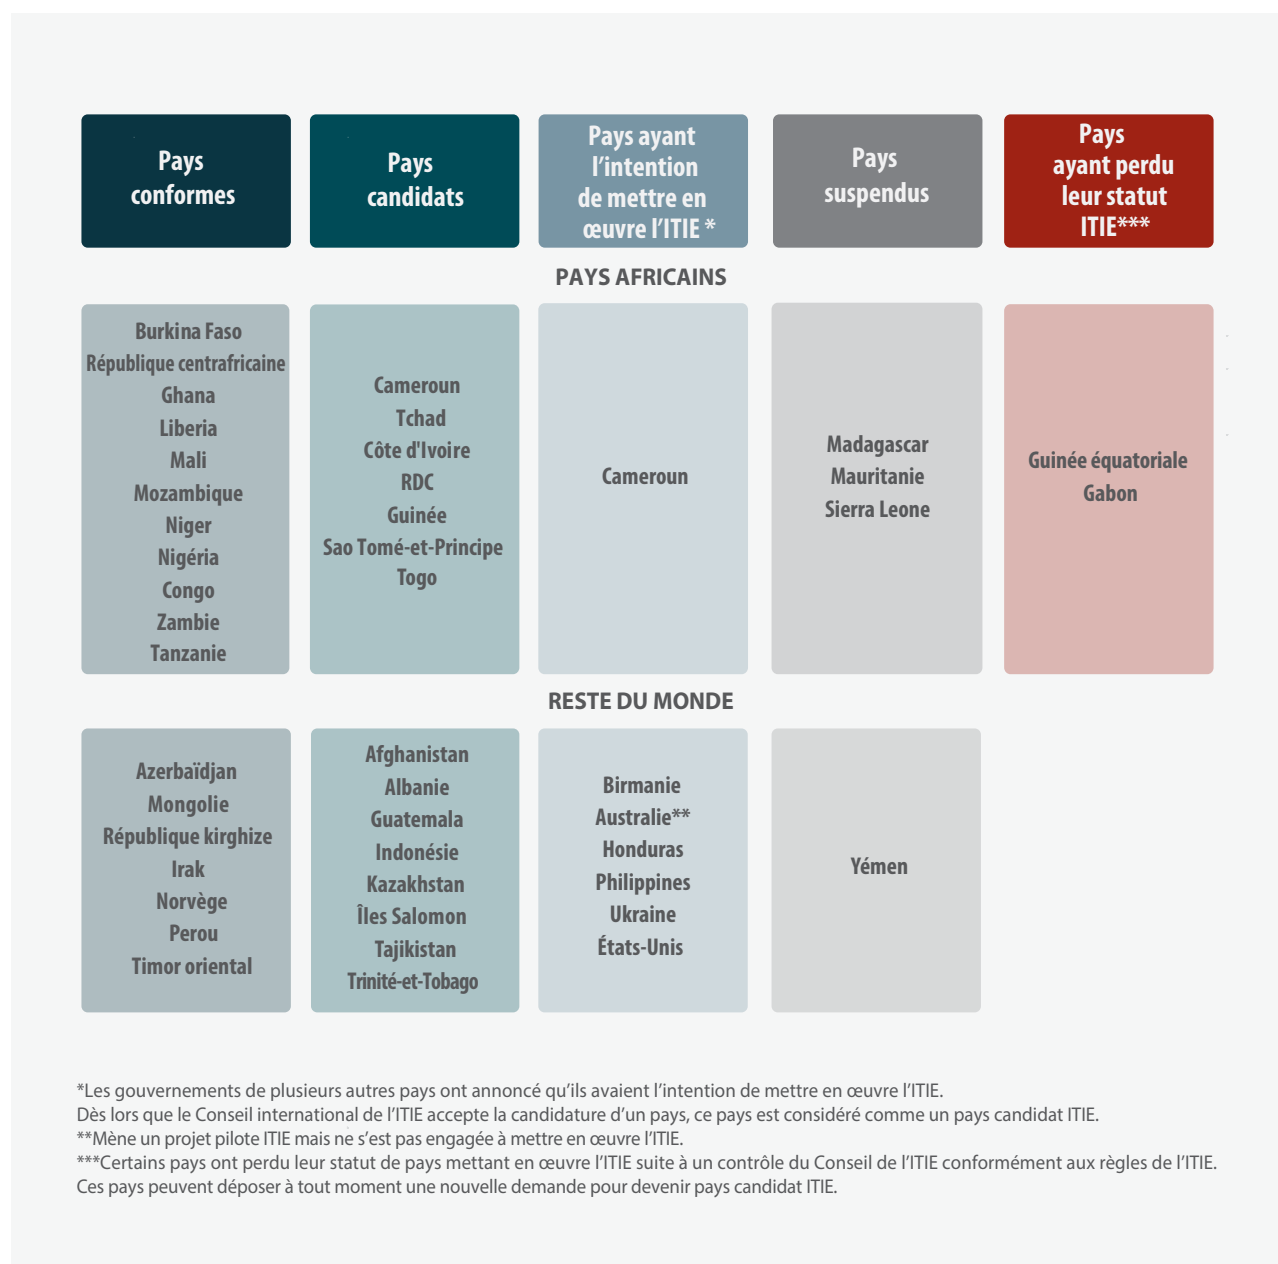 Pays
conformes
Pays
candidats
Pays ayant
l’intention
de mettre en
œuvre l’ITIE *
Pays
suspendus
Pays
ayant perdu
leur statut
ITIE***
PAYS AFRICAINS
Burkina Faso
République centrafricaine
Ghana
Liberia
Mali
Mozambique
Niger
Nigéria
Congo
Zambie
Tanzanie
Cameroun
Tchad
Côte d'Ivoire
RDC
Guinée
Sao Tomé-et-Principe
Togo
Cameroun
Madagascar
Mauritanie
Sierra Leone
Guinée équatoriale
Gabon
RESTE DU MONDE
Azerbaïdjan
Mongolie
République kirghize
Irak
Norvège
Perou
Timor oriental
Afghanistan
Albanie
Guatemala
Indonésie
Kazakhstan
Îles Salomon
Tajikistan
Trinité-et-Tobago
Birmanie
Australie**
Honduras
Philippines
Ukraine
États-Unis
Yémen
*Les gouvernements de plusieurs autres pays ont annoncé qu’ils avaient l’intention de mettre en œuvre l’ITIE.
Dès lors que le Conseil international de l’ITIE accepte la candidature d’un pays, ce pays est considéré comme un pays candidat ITIE.
**Mène un projet pilote ITIE mais ne s’est pas engagée à mettre en œuvre l’ITIE.
***Certains pays ont perdu leur statut de pays mettant en œuvre l’ITIE suite à un contrôle du Conseil de l’ITIE conformément aux règles de l’ITIE.
Ces pays peuvent déposer à tout moment une nouvelle demande pour devenir pays candidat ITIE.